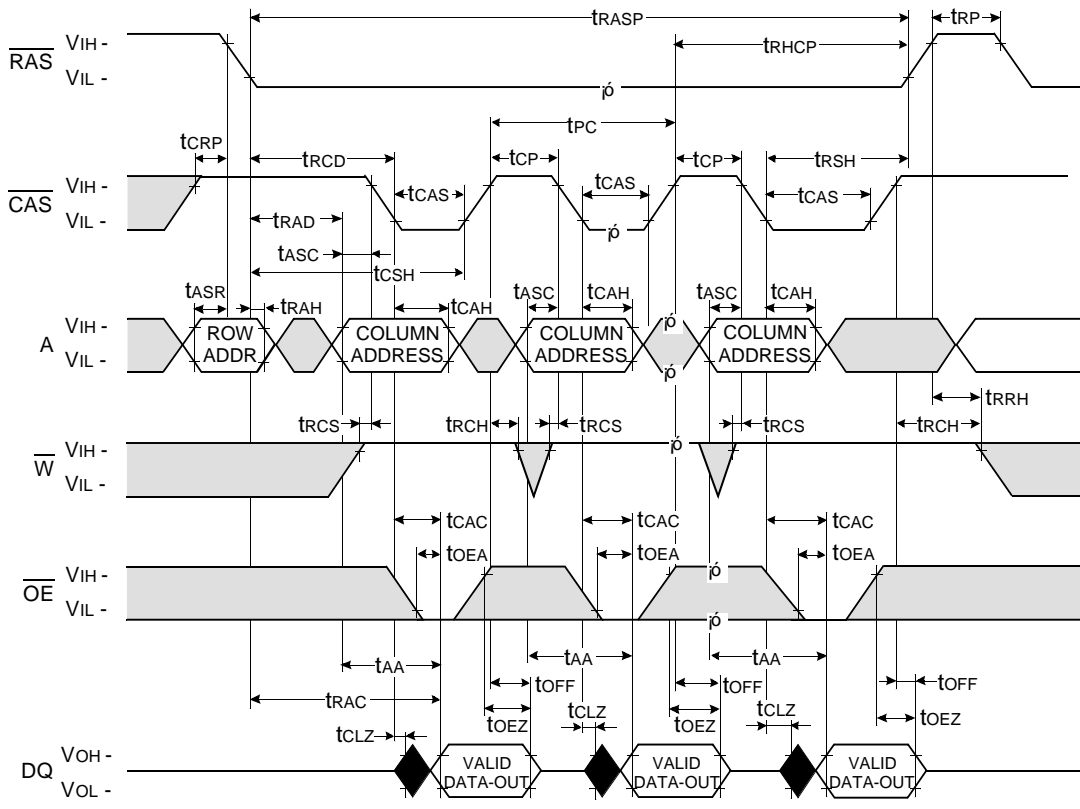 tRASP
tRP
tRHCP
VIH -
RAS
VIL -
¡ó
tPC
tCRP
tRCD
tCP
tCP
tRSH
VIH -
CAS
VIL -
tCAS
tCAS
tCAS
¡ó
tRAD
tASC
tCSH
tASR
tRAH
tCAH
tASC
tCAH
tASC
tCAH
A
VIH -
VIL -
ROW
ADDR
COLUMN
ADDRESS
COLUMN
ADDRESS
¡ó
¡ó
COLUMN
ADDRESS
tRRH
tRCS
tRCH
tRCS
tRCS
tRCH
W
VIH -
VIL -
¡ó
tCAC
tCAC
tCAC
tOEA
tOEA
tOEA
OE
VIH -
VIL -
¡ó
¡ó
tAA
tAA
tAA
tOFF
tOFF
tOFF
tRAC
tCLZ
tOEZ
tCLZ
tOEZ
tCLZ
tOEZ
DQ
VOH -
VOL -
VALID
DATA-OUT
VALID
DATA-OUT
VALID
DATA-OUT